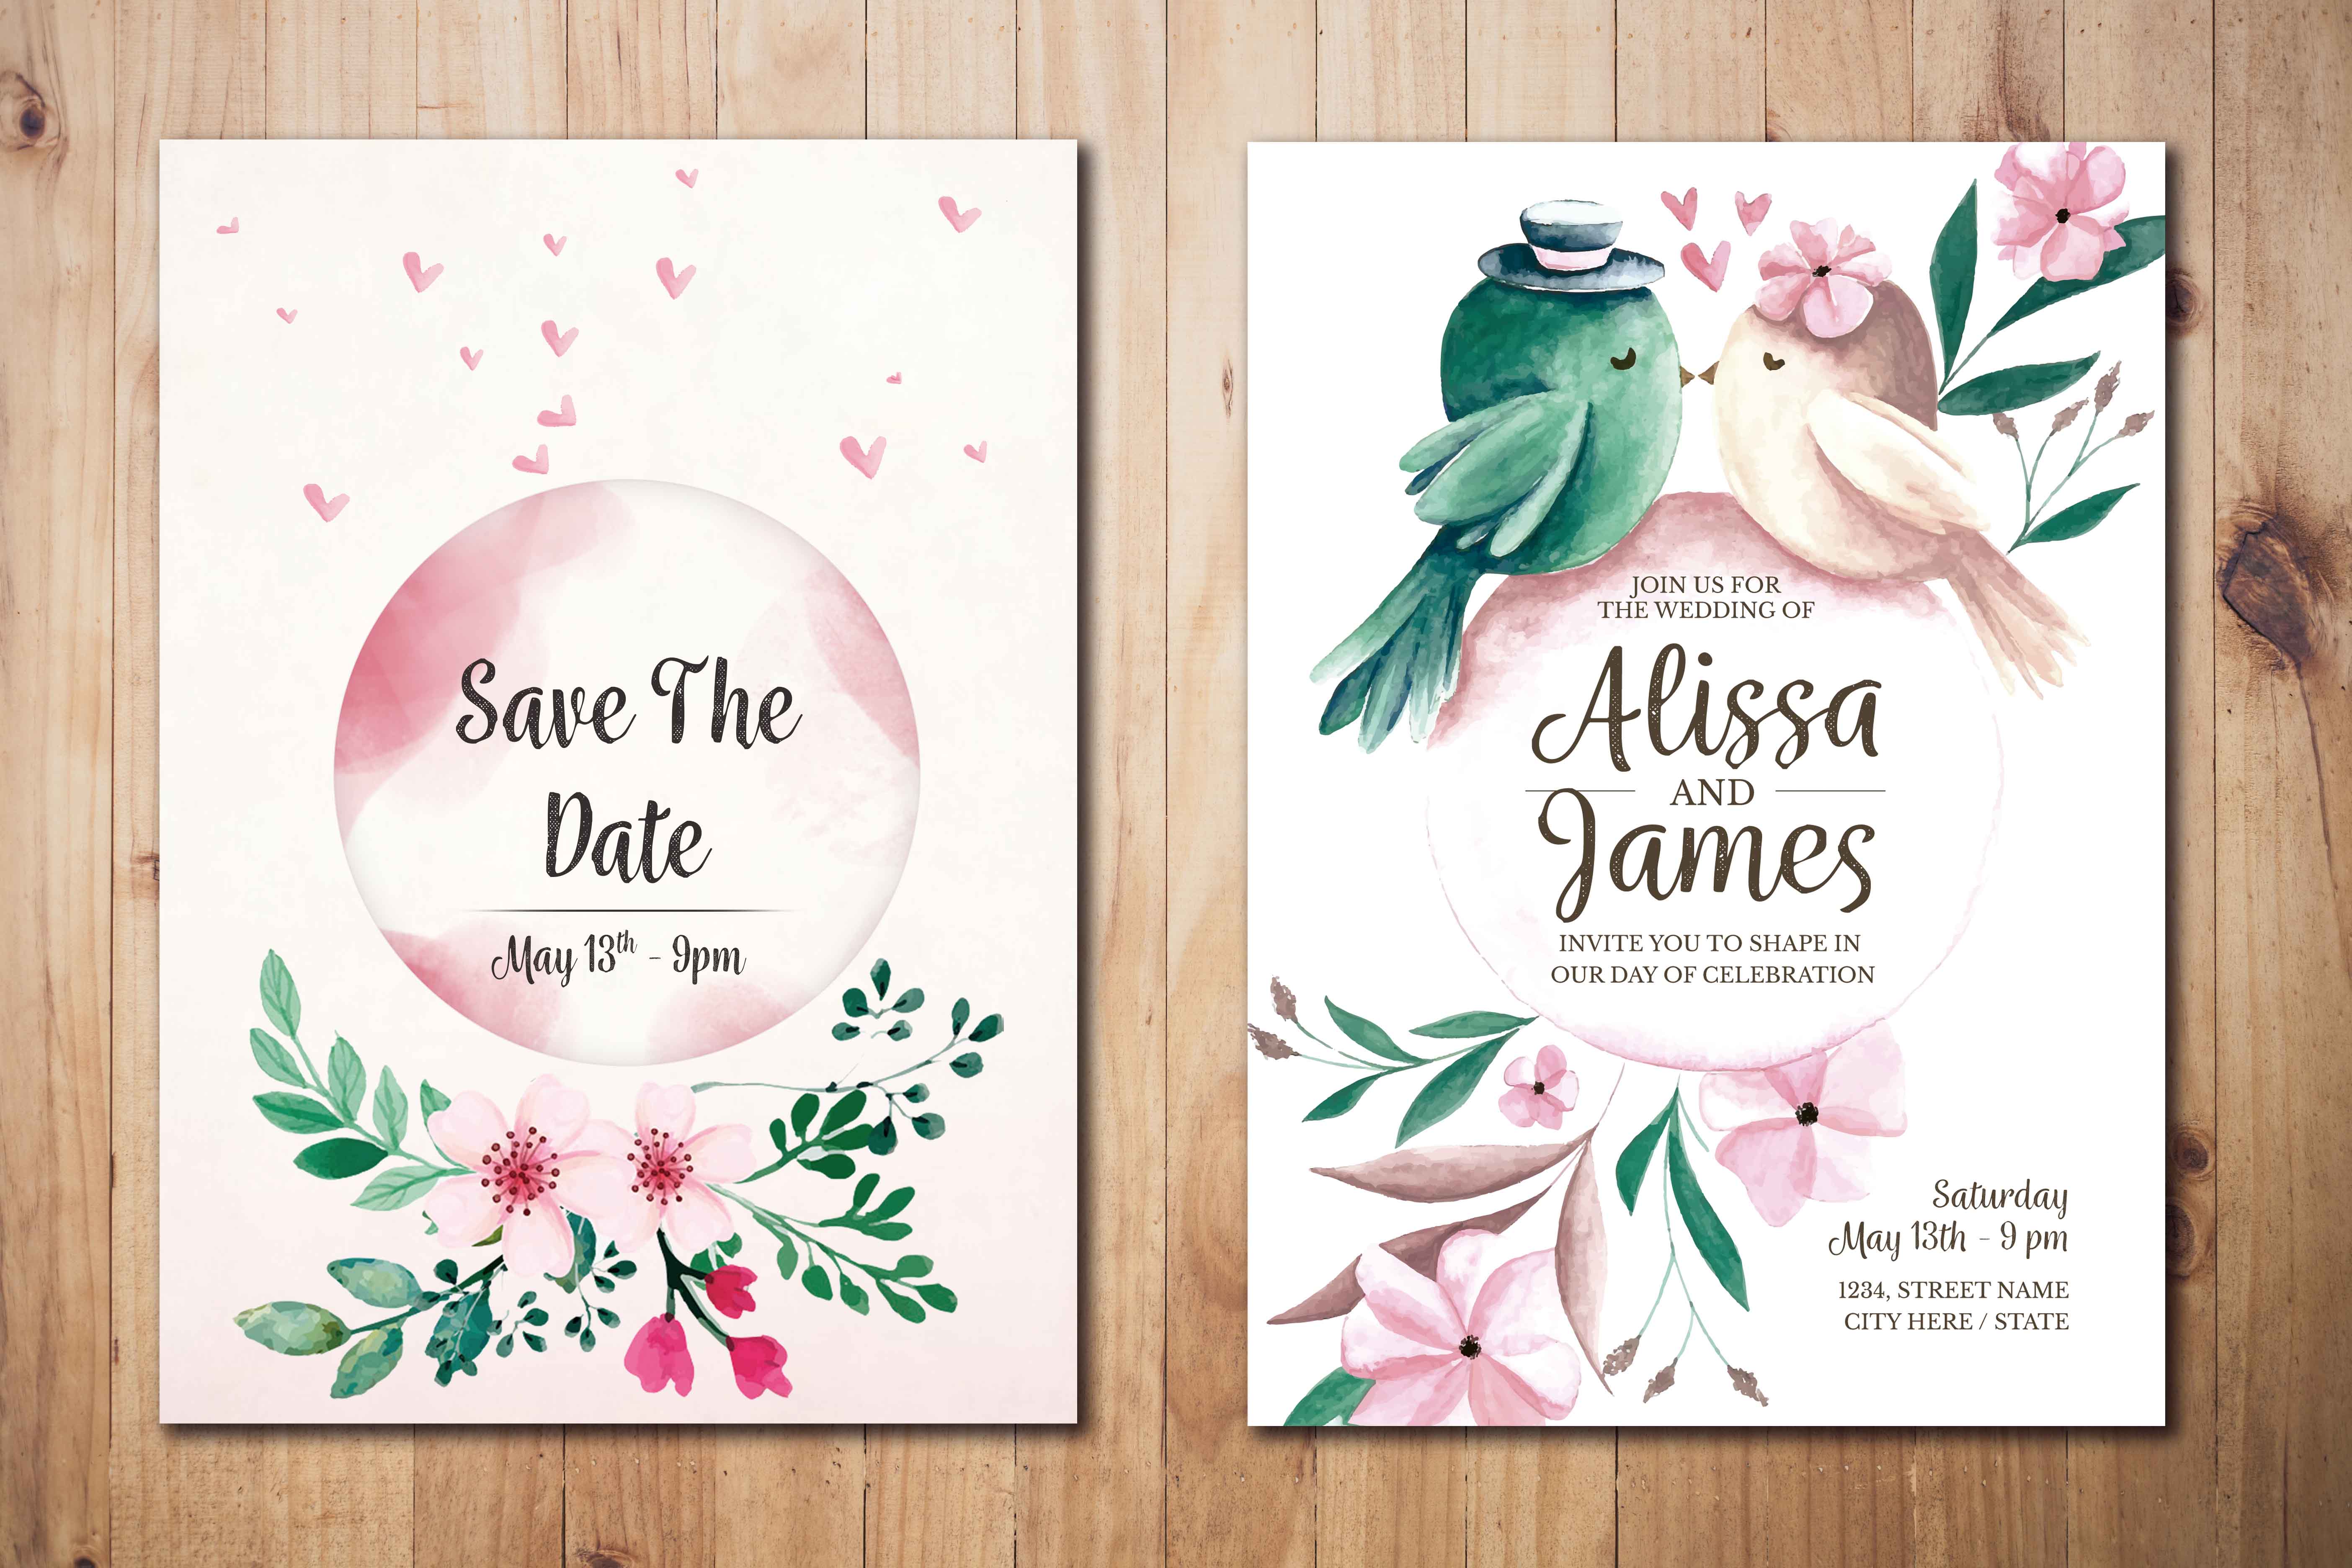 Save The
Date
May 13th - 9pm
JOIN US FOR
THE WEDDING OF
Alissa
AND
James
INVITE YOU TO SHAPE IN
OUR DAY OF CELEBRATION
Saturday
May 13th - 9 pm
1234, STREET NAME
CITY HERE / STATE